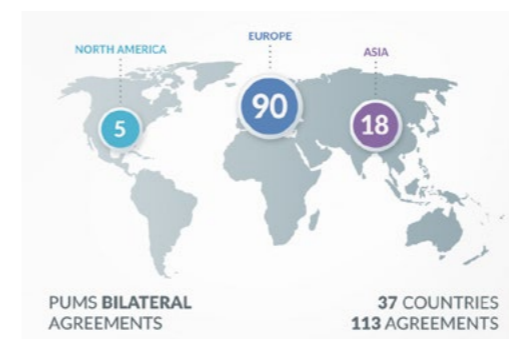 NORTH AMERICA
EUROPE
ASIA
5
90
18
PUMS BILATERAL
AGREEMENTS
37 COUNTRIES
113 AGREEMENTS